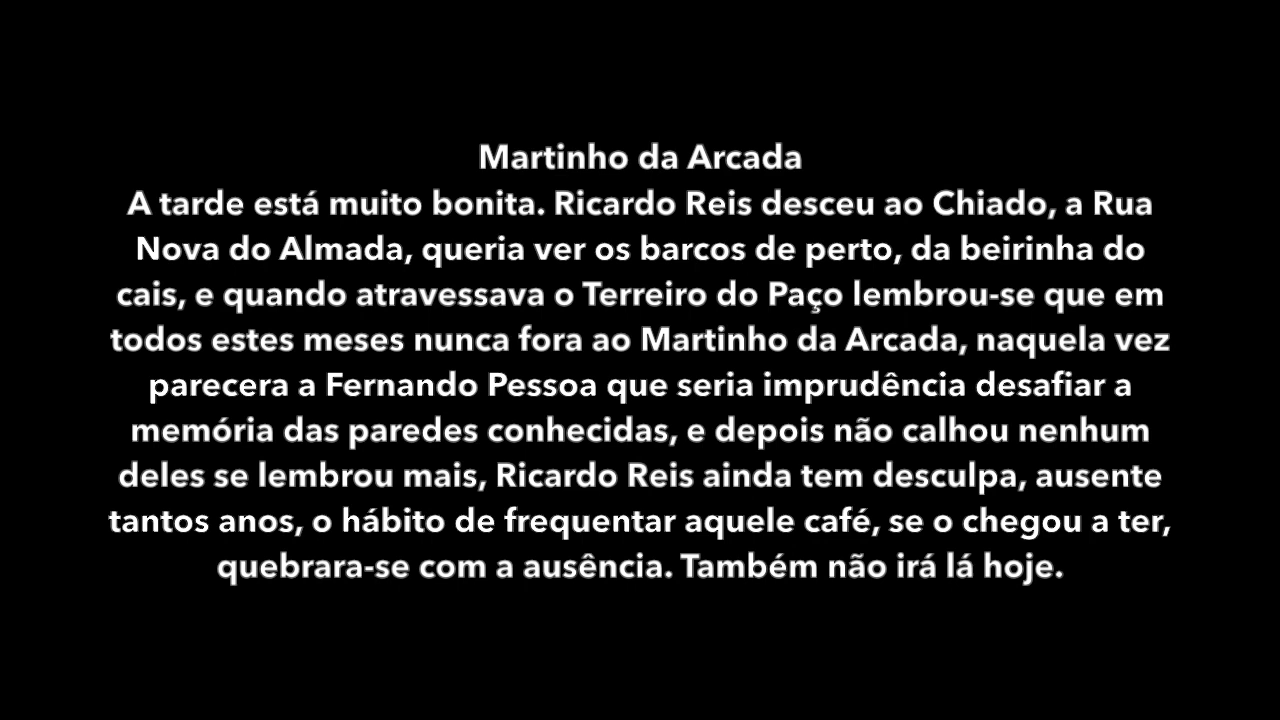 Martinho da Arcada
A tarde está muito bonita. Ricardo Reis desceu ao Chiado, a Rua
Nova do Almada, queria ver os barcos de perto, da beirinha do
cais, e quando atravessava o Terreiro do Paço lembrou-se que em
todos estes meses nunca fora ao Martinho da Arcada, naquela vez
parecera a Fernando Pessoa que seria imprudência desafiar a
memória das paredes conhecidas, e depois não calhou nenhum
deles se lembrou mais, Ricardo Reis ainda tem desculpa, ausente
tantos anos, o hábito de frequentar aquele café, se o chegou a ter,
quebrara-se com a ausência. Também não irá lá hoje.